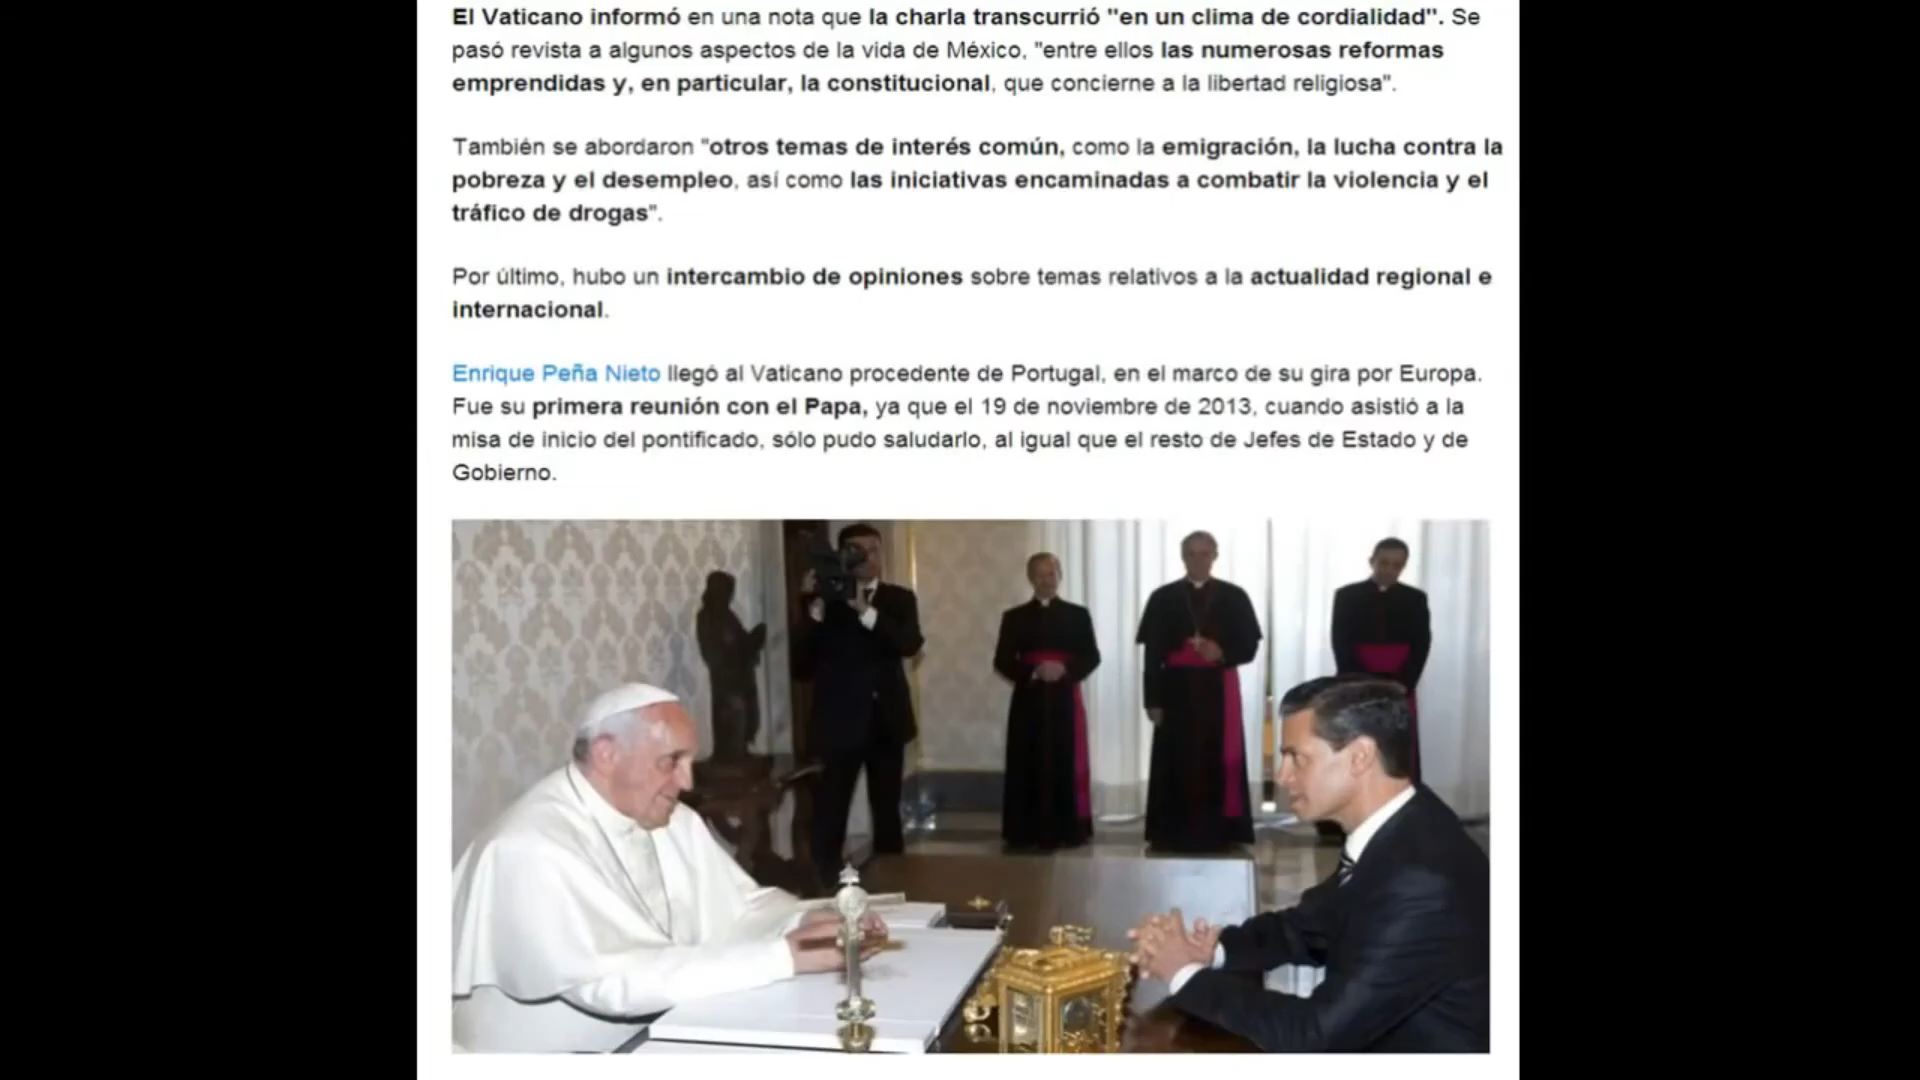 El Vaticano informó en una nota que la charla transcurrió "en un clima de cordialidad". Se
pasó revista a algunos aspectos de la vida de México, "entre ellos las numerosas reformas
emprendidas y, en particular, la constitucional, que concierne a la libertad religiosa".
También se abordaron "otros temas de interés común, como la emigración, la lucha contra la
pobreza y el desempleo, así como las iniciativas encaminadas a combatir la violencia y el
tráfico de drogas".
Por último, hubo un intercambio de opiniones sobre temas relativos a la actualidad regional e
internacional.
Enrique Peña Nieto llegó al Vaticano procedente de Portugal, en el marco de su gira por Europa.
Fue su primera reunión con el Papa, ya que el 19 de noviembre de 2013, cuando asistió a la
misa de inicio del pontificado, sólo pudo saludarlo, al igual que el resto de Jefes de Estado y de
Gobierno.